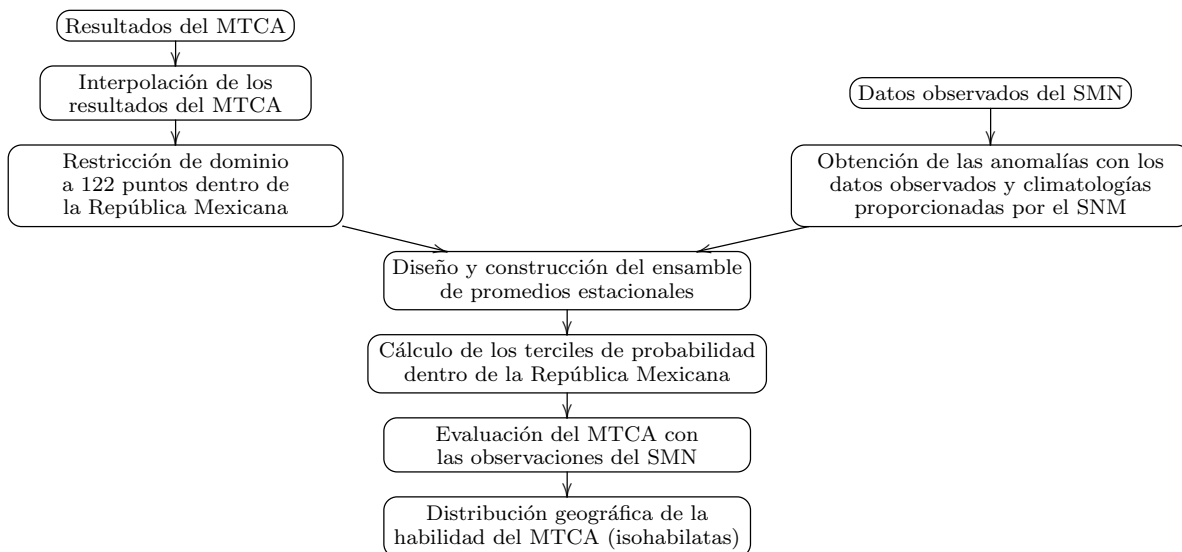 Resultados del MTCA
Interpolación de los
resultados del MTCA
Restricción de dominio
a 122 puntos dentro de
la República Mexicana
Datos observados del SMN
Obtención de las anomalías con los
datos observados y climatologías
proporcionadas por el SNM
Diseño y construcción del ensamble
de promedios estacionales
Cálculo de los terciles de probabilidad
dentro de la República Mexicana
Evaluación del MTCA con
las observaciones del SMN
Distribución geográfica de la
habilidad del MTCA (isohabilatas)